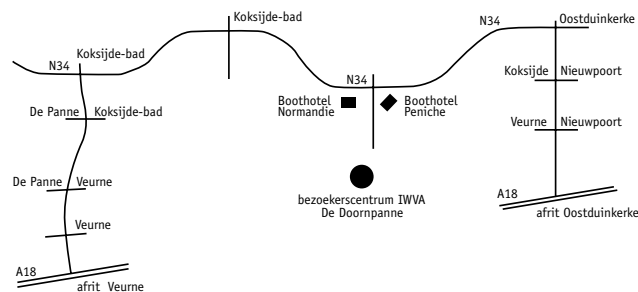 Koksijde-bad
N34
Oostduinkerke
Koksijde-bad
N34
Koksijde Nieuwpoort
N34
Boothotel
Normandie
Boothotel
Peniche
De Panne Koksijde-bad
Veurne Nieuwpoort
De Panne Veurne
bezoekerscentrum IWVA
De Doornpanne
A18
afrit Oostduinkerke
Veurne
A18
afrit Veurne